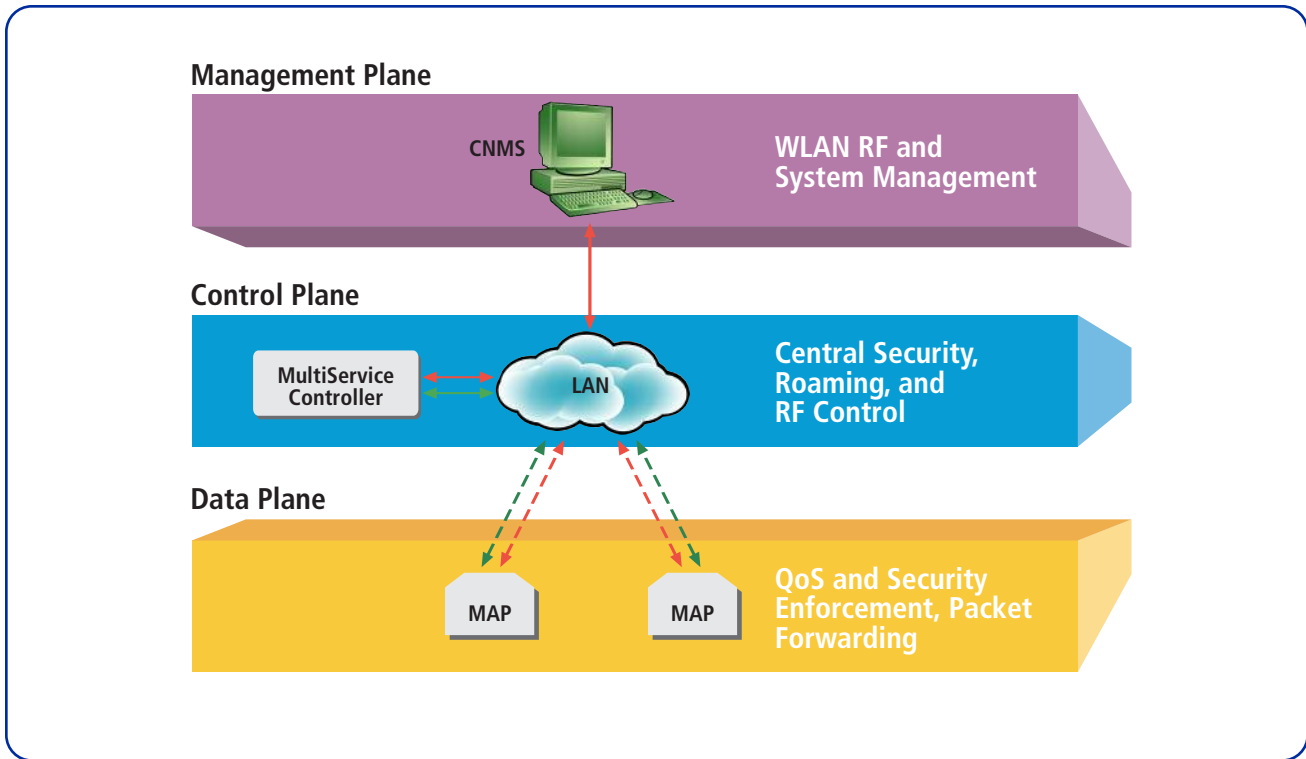 Management Plane
CNMS
WLAN RF and
System Management
Control Plane
MultiService
Controller
LAN
Central Security,
Roaming, and
RF Control
Data Plane
MAP
MAP
QoS and Security
Enforcement, Packet
Forwarding